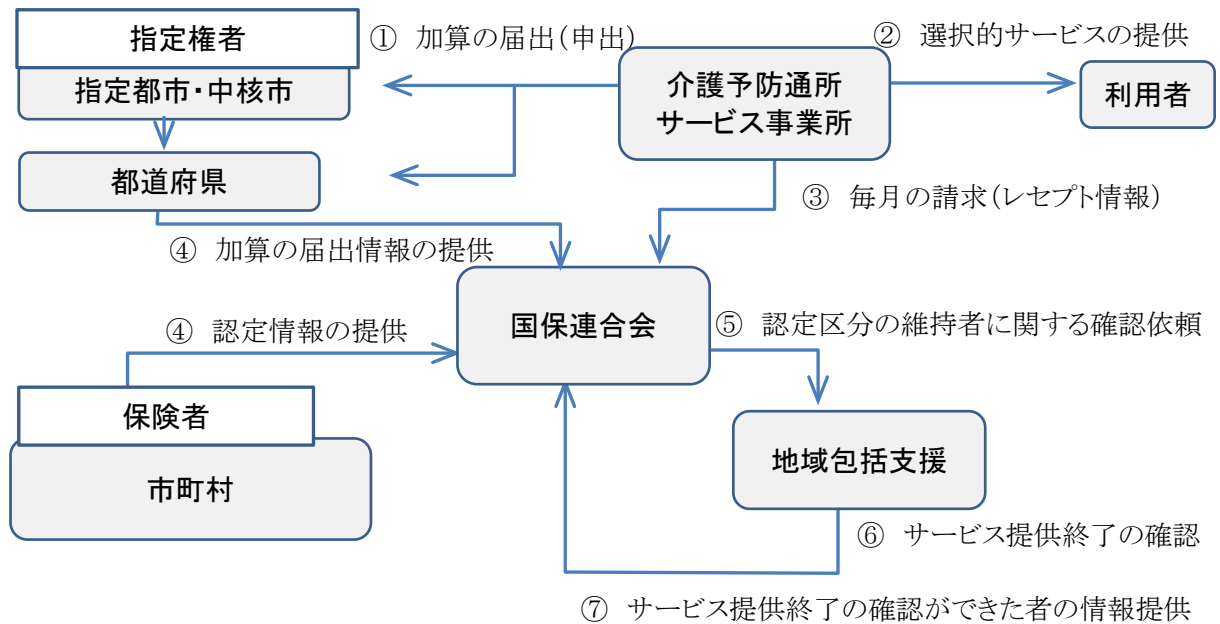 指定権者
① 加算の届出(申出)
② 選択的サービスの提供
指定都市・中核市
介護予防通所
サービス事業所
利用者
都道府県
③ 毎月の請求(レセプト情報)
④ 加算の届出情報の提供
国保連合会
④ 認定情報の提供
⑤ 認定区分の維持者に関する確認依頼
保険者
市町村
地域包括支援
⑥ サービス提供終了の確認
⑦ サービス提供終了の確認ができた者の情報提供